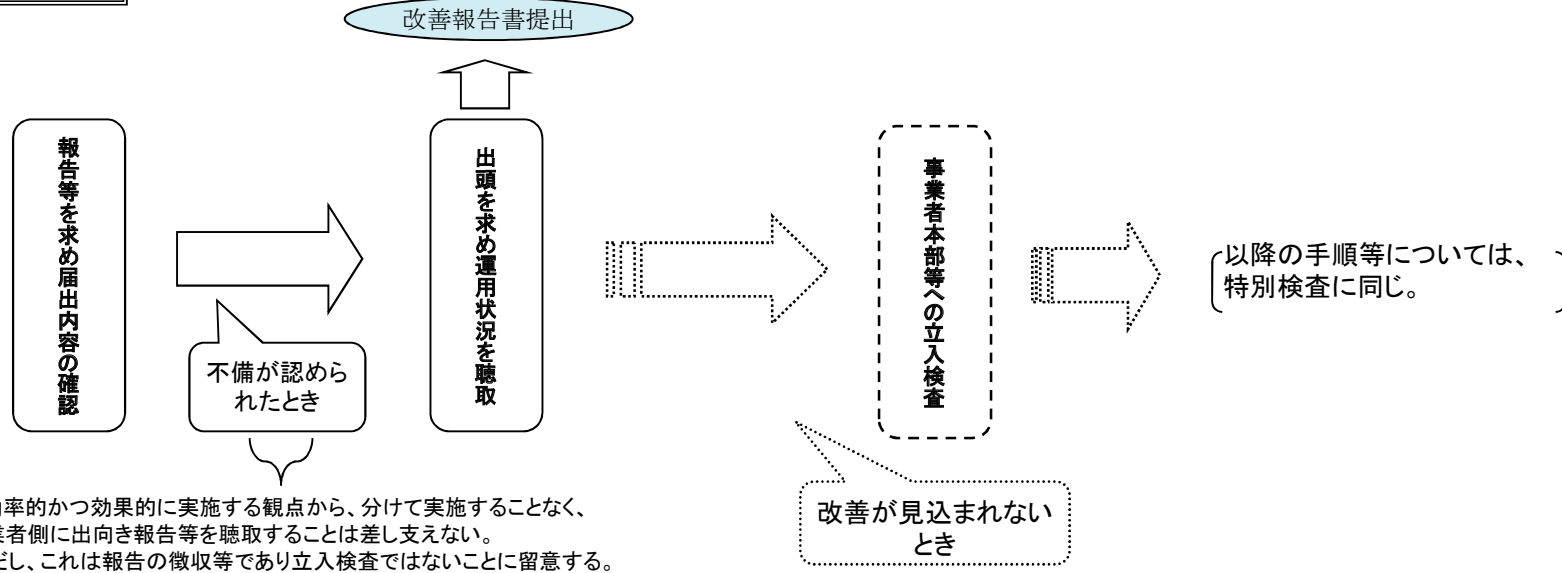 改善報告書提出
報告等を求め届出内容の確認
出頭を求め運用状況を聴取
事業者本部等への立入検査
以降の手順等については、
特別検査に同じ。
不備が認めら
れたとき
改善が見込まれない
とき
率的かつ効果的に実施する観点から、分けて実施することなく、
者側に出向き報告等を聴取することは差し支えない。
だし、これは報告の徴収等であり立入検査ではないことに留意する。